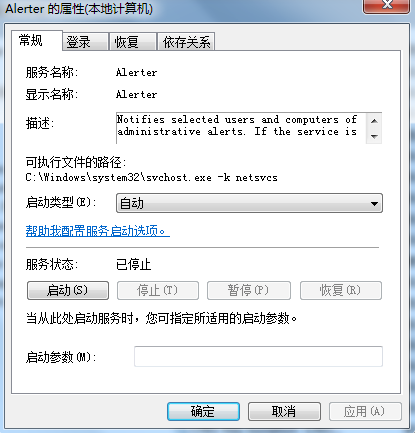 Alerter 的属性(本地计算机)
常规 登录 恢复 依存关系
服务名称: Alerter
显示名称: Alerter
描述: Notifies selected users and computers of
administrative alerts. If the service is
可执行文件的路径:
C:\Windows\system32\svchost.exe -k netsvcs
启动类型(E): 自动
帮助我配置服务启动选项。
服务状态: 已停止
启动(S) 停止(T) 暂停(P) 恢复(R)
当从此处启动服务时，您可指定所适用的启动参数。
启动参数(M):
确定 取消 应用(A)